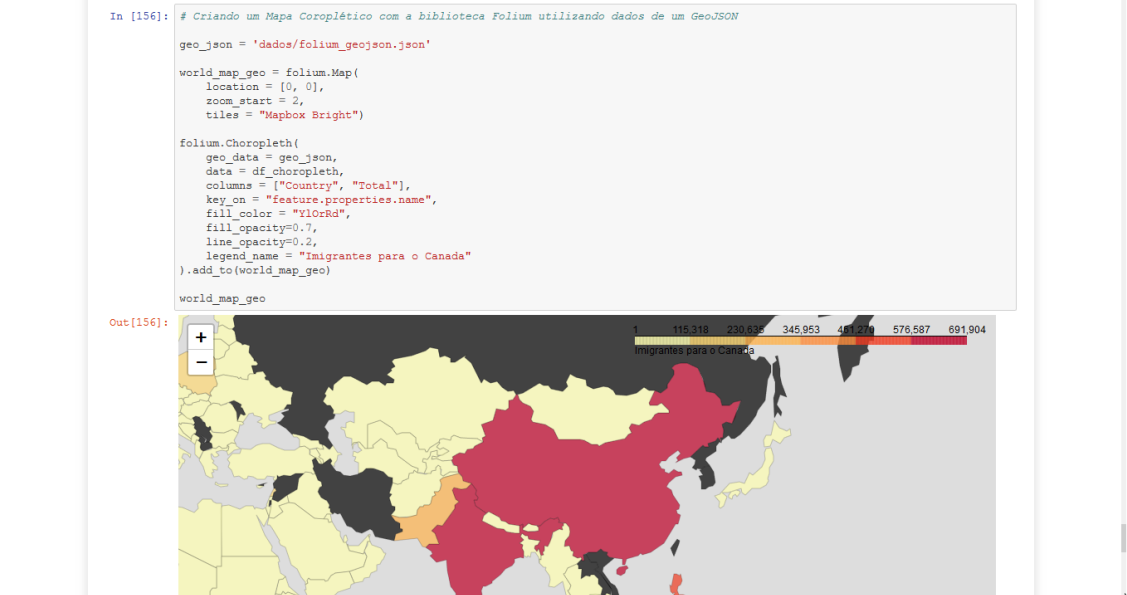 In [156]: # Criando um Mapa Coroplético com a biblioteca Folium utilizando dados de um GeoJSON
geo_json = 'dados/folium_geojson.json'
world_map_geo = folium.Map(
location = [0, 0],
zoom_start = 2,
tiles = "Mapbox Bright")
folium.Choropleth(
geo_data = geo_json,
data = df_choropleth,
columns = ["Country", "Total"],
key_on = "feature.properties.name",
fill_color = "YlOrRd",
fill_opacity=0.7,
line_opacity=0.2,
legend_name = "Imigrantes para o Canada"
).add_to(world_map_geo)
world_map_geo
Out[156]:
+
−
1 115,318 230,635 345,953 461,270 576,587 691,904
Imigrantes para o Canada